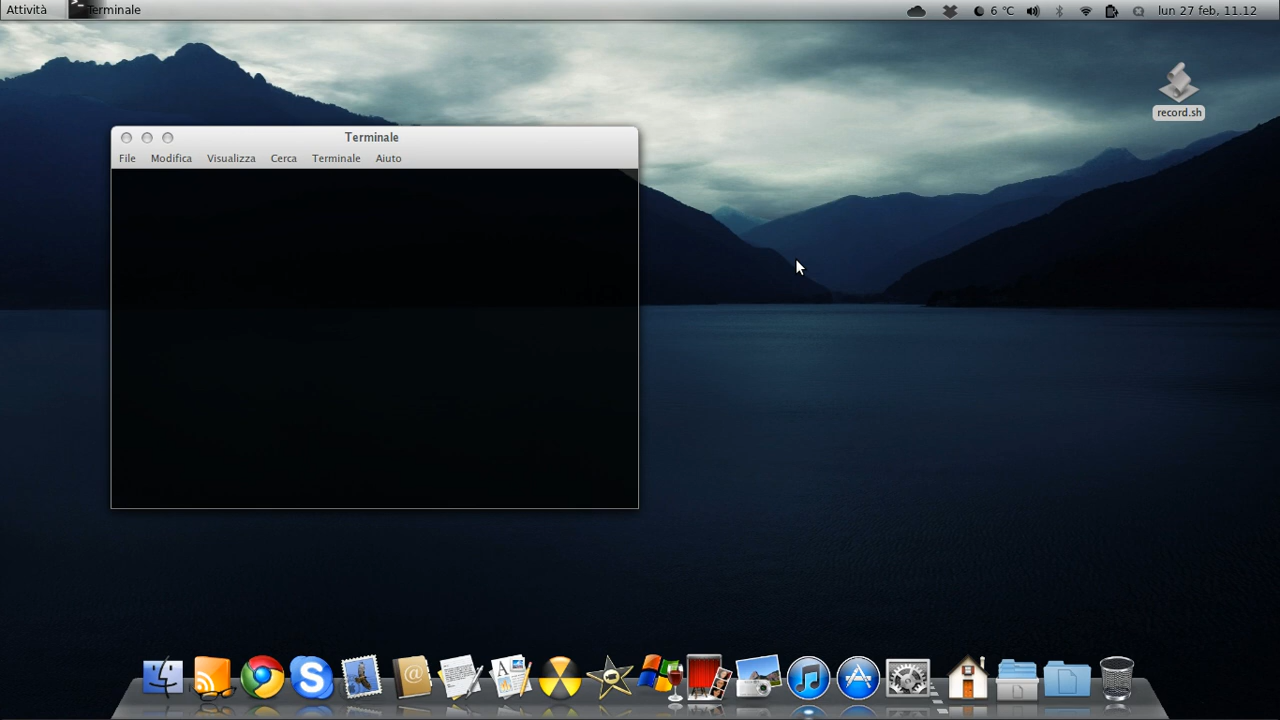 Attività Terminale 6 °C lun 27 feb, 11.12
record.sh
Terminale
File Modifica Visualizza Cerca Terminale Aiuto